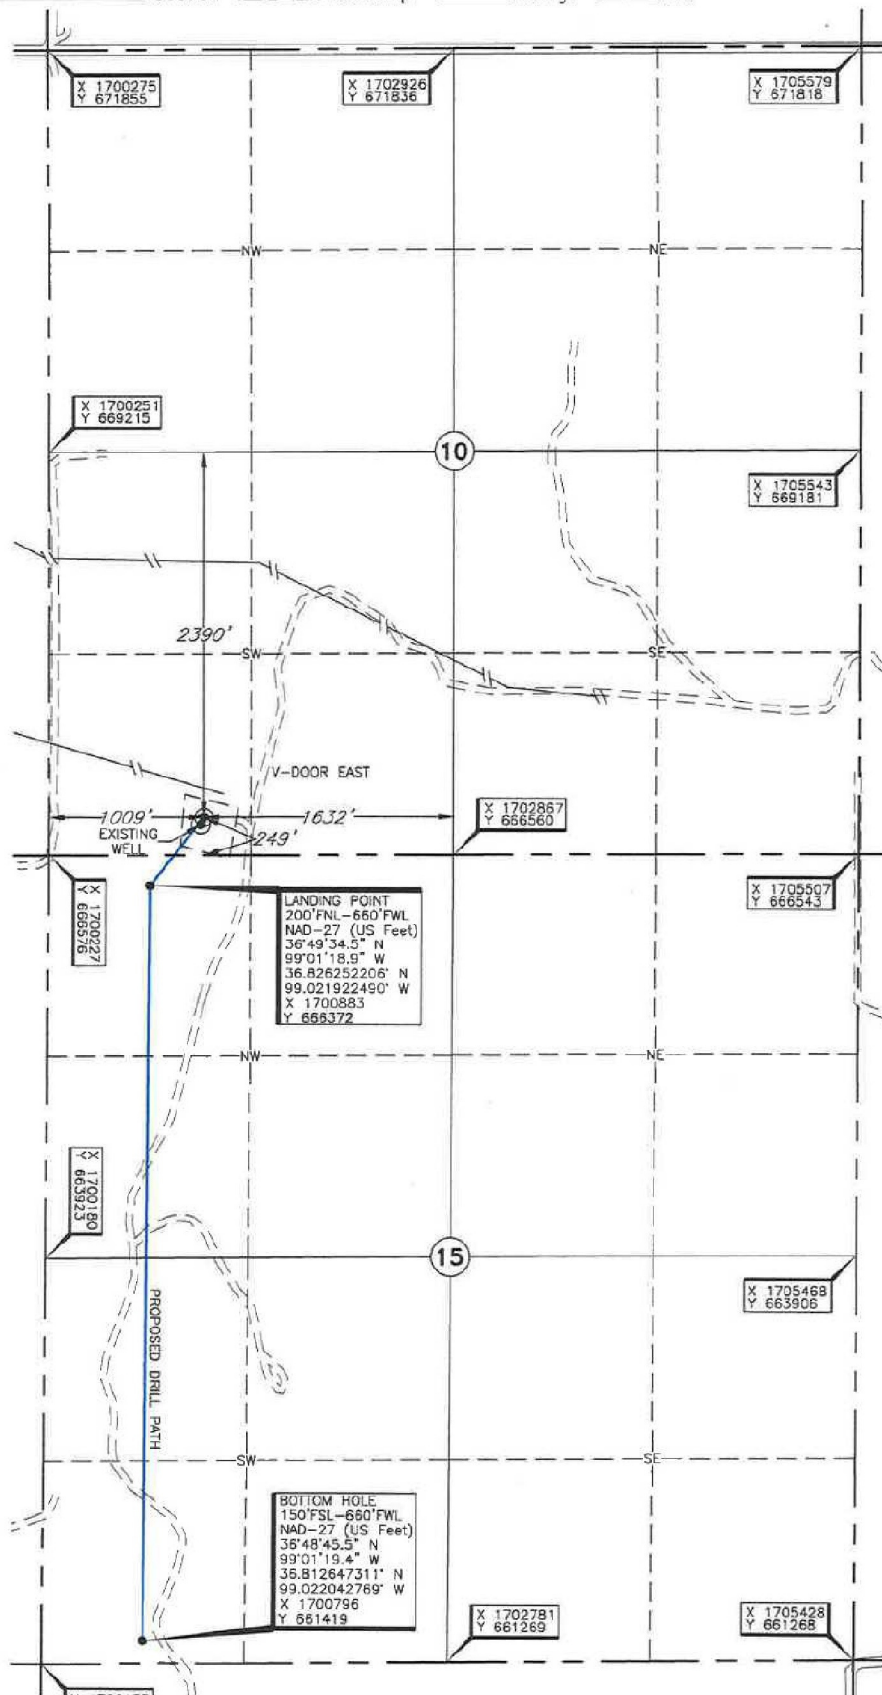 X 1700275
Y 671855
X 1702926
Y 671836
X 1705579
Y 671818
NW
NE
X 1700251
Y 669215
10
X 1705543
Y 669181
2390'
SW
SE
V-DOOR EAST
1009'
1632'
X 1702867
Y 666560
EXISTING
WELL
249'
X 1700227
Y 666576
X 1705507
Y 666543
LANDING POINT
200'FNL-660'FWL
NAD-27 (US Feet)
36°49'34.5" N
99°01'18.9" W
36.826252206° N
99.021922490° W
X 1700883
Y 666372
NW
NE
X 1700180
Y 663923
15
X 1705468
Y 663906
PROPOSED DRILL PATH
SW
SE
BOTTOM HOLE
150'FSL-660'FWL
NAD-27 (US Feet)
36°48'45.5" N
99°01'19.4" W
36.812647311° N
99.022042769° W
X 1700796
Y 661419
X 1702781
Y 661269
X 1705428
Y 661268